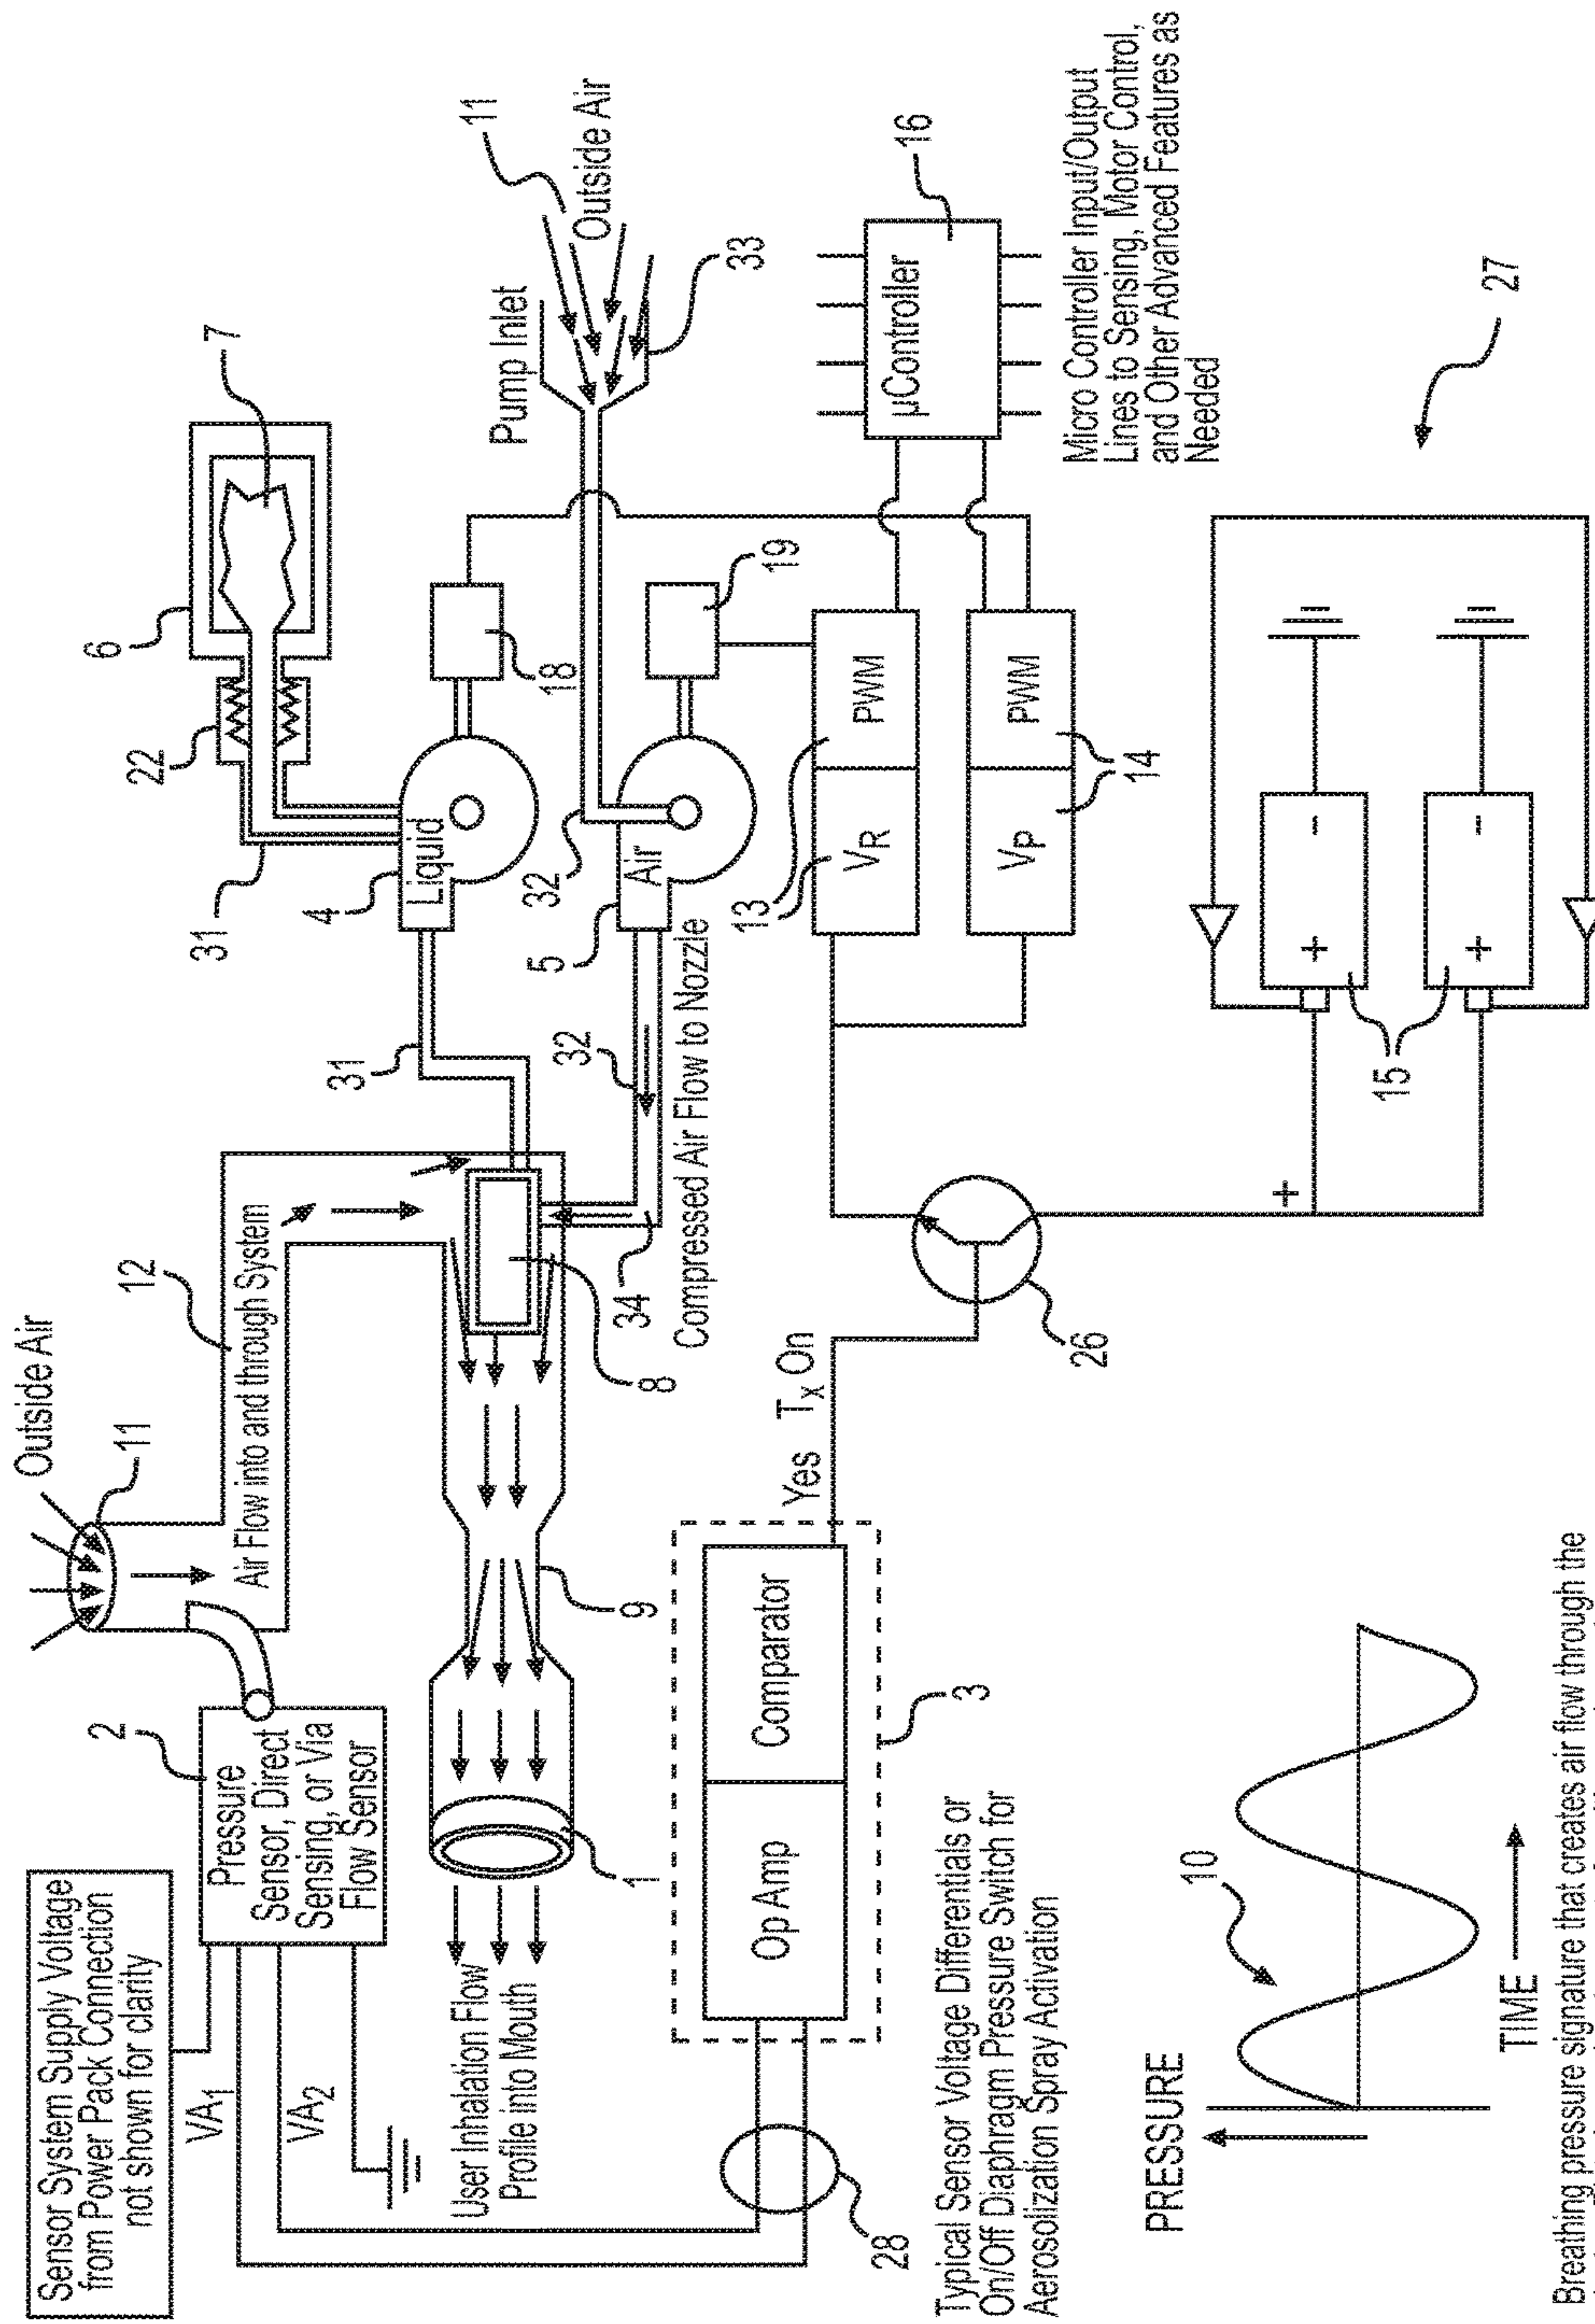 Sensor System Supply Voltage
from Power Pack Connection
not shown for clarity
VA1
VA2
2
Pressure
Sensor, Direct
Sensing, or Via
Flow Sensor
Outside Air
11
12
Air Flow into and through System
User Inhalation Flow
Profile into Mouth
1
9
8
34
Compressed Air Flow to Nozzle
31
32
31
22
6
7
4
Liquid
18
5
Air
32
19
Pump Inlet
11
Outside Air
33
28
Op Amp
Comparator
3
Yes Tx On
26
13
VR
PWM
VP
PWM
14
µController
16
Micro Controller Input/Output
Lines to Sensing, Motor Control,
and Other Advanced Features as
Needed
Typical Sensor Voltage Differentials or
On/Off Diaphragm Pressure Switch for
Aerosolization Spray Activation
+
+
-
+
-
15
27
PRESSURE
10
TIME
Breathing pressure signature that creates air flow through the